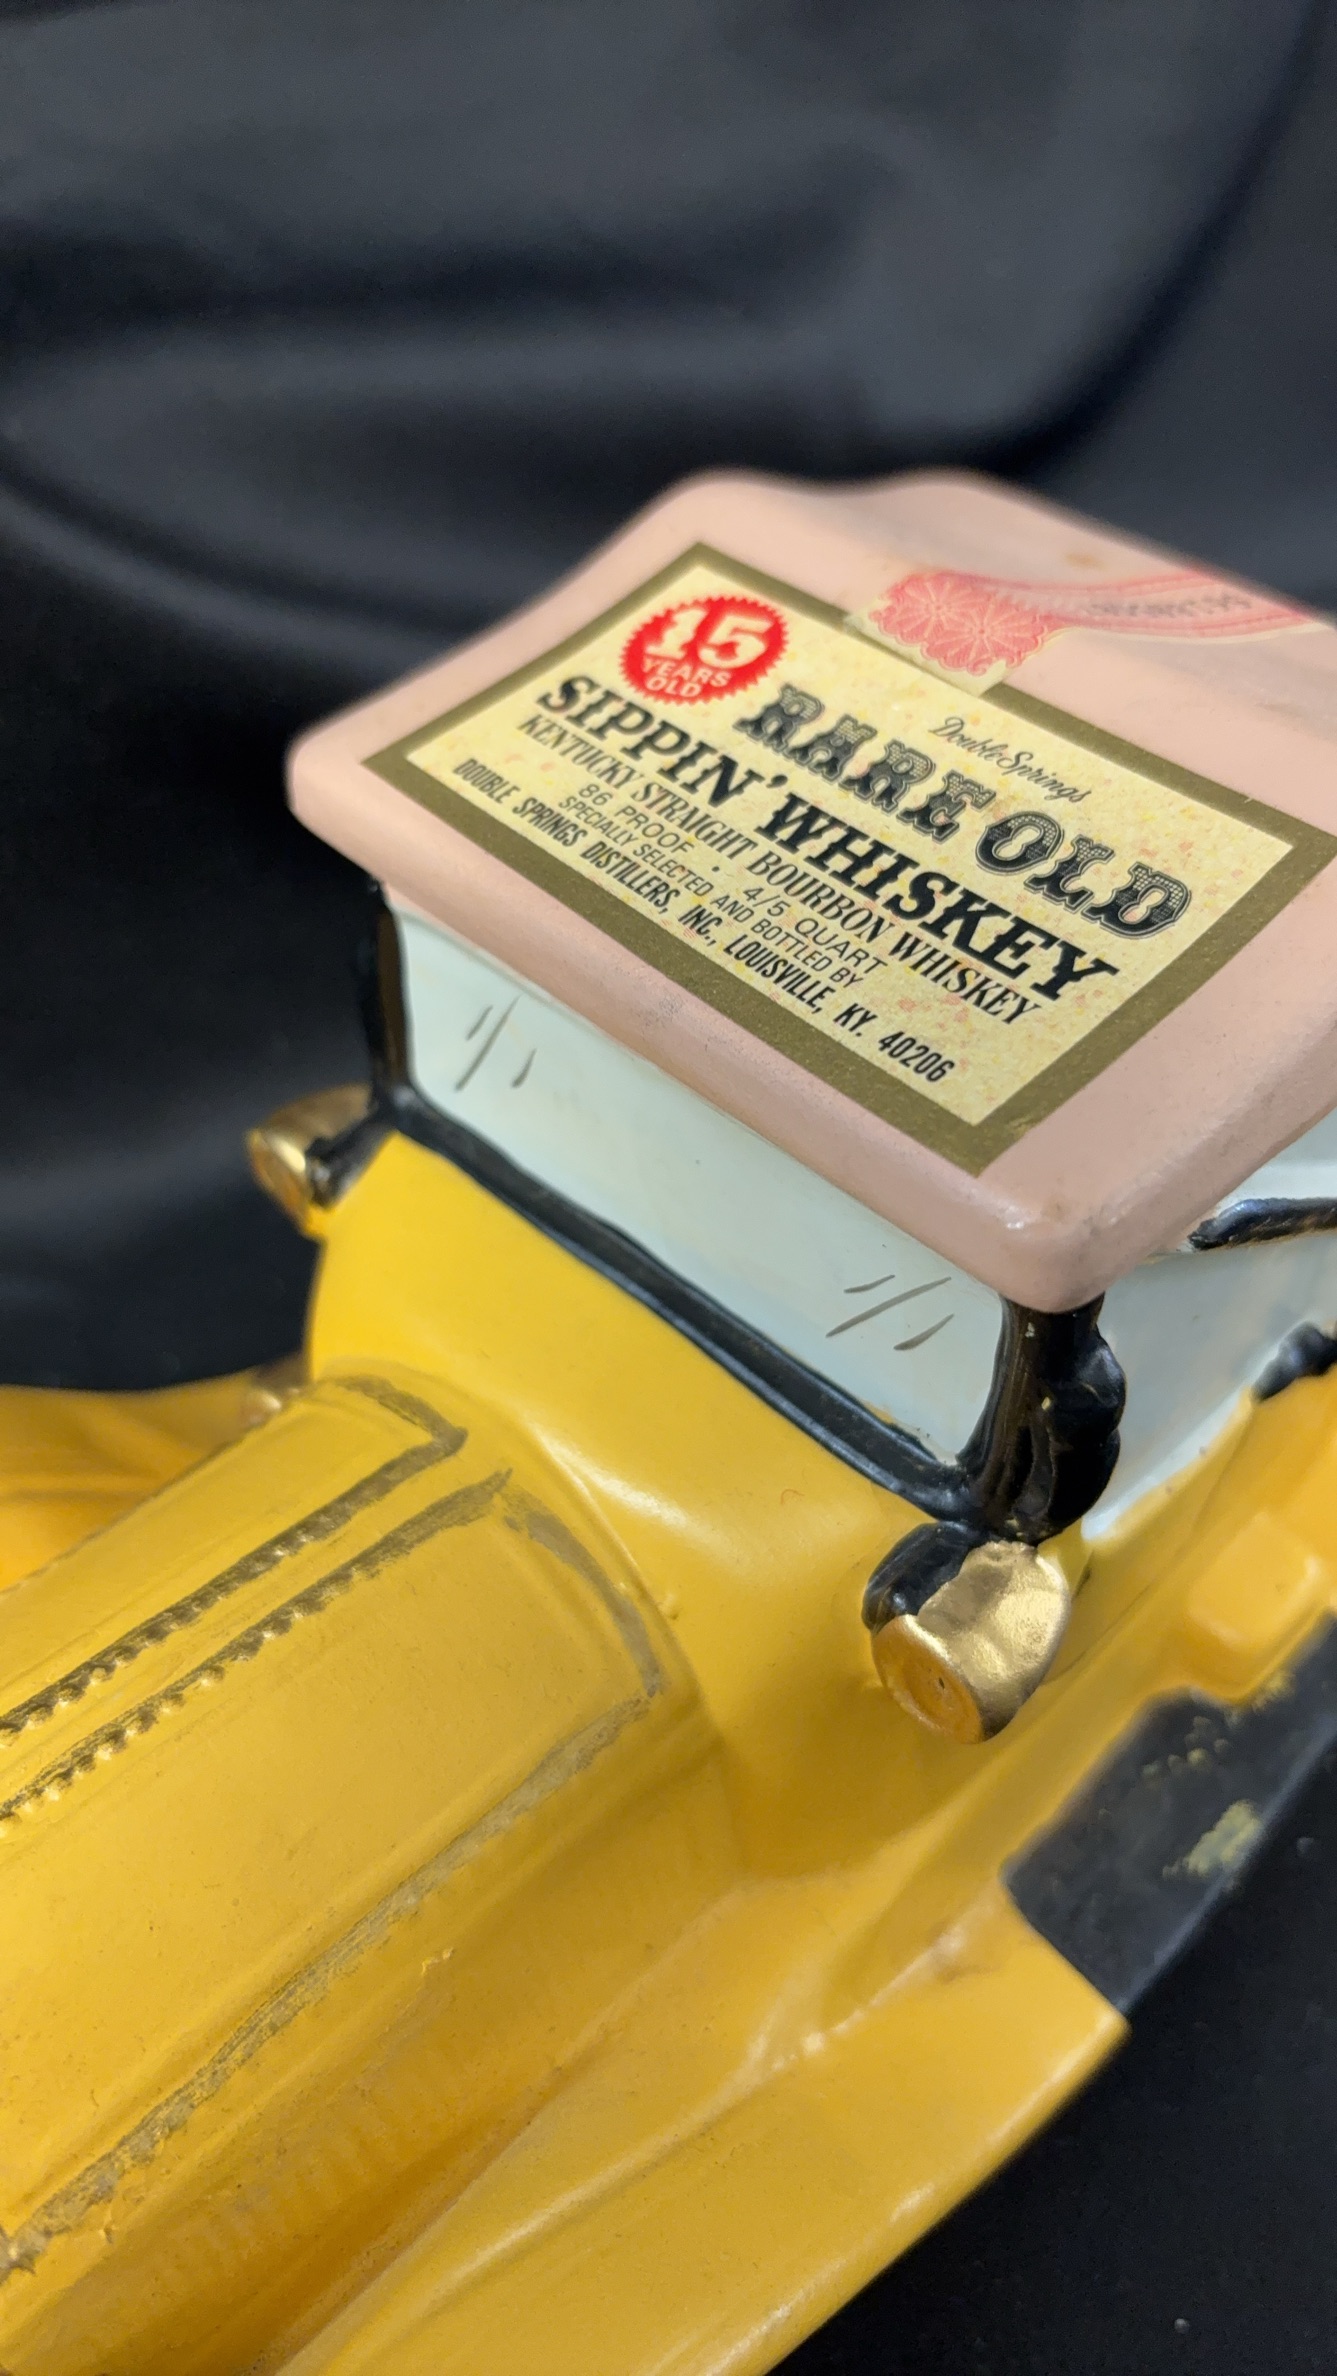 15
YEARS
OLD
Double Springs
RARE OLD
SIPPIN' WHISKEY
KENTUCKY STRAIGHT BOURBON WHISKEY
86 PROOF · 4/5 QUART
SPECIALLY SELECTED AND BOTTLED BY
DOUBLE SPRINGS DISTILLERS, INC., LOUISVILLE, KY. 40206